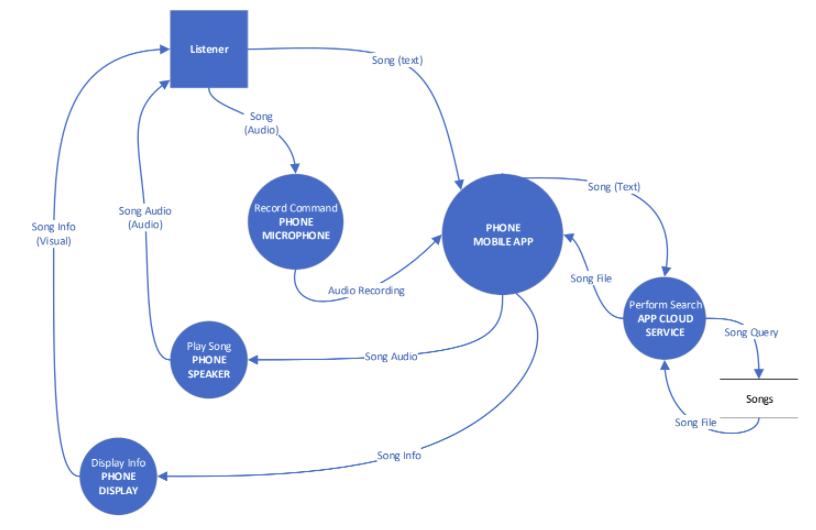 Listener
Song (text)
Song
(Audio)
Record Command
PHONE
MICROPHONE
PHONE
MOBILE APP
Song (Text)
Song Audio
(Audio)
Song Info
(Visual)
Audio Recording
Song File
Perform Search
APP CLOUD
SERVICE
Song Query
Play Song
PHONE
SPEAKER
Song Audio
Songs
Song File
Song Info
Display Info
PHONE
DISPLAY